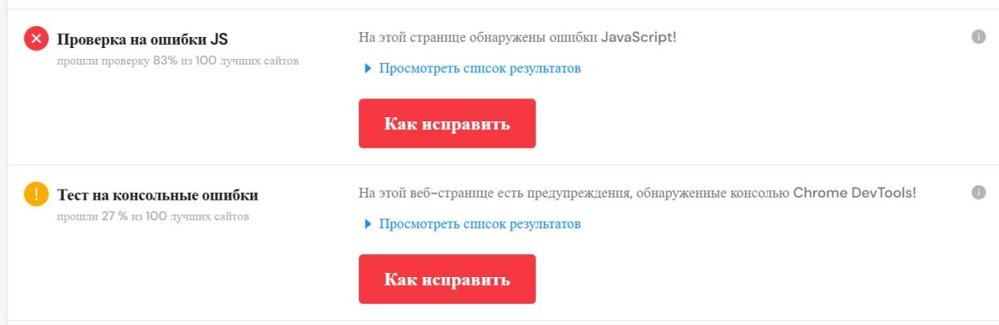 Проверка на ошибки JS
прошли проверку 83% из 100 лучших сайтов
На этой странице обнаружены ошибки JavaScript!
Просмотреть список результатов
Как исправить
Тест на консольные ошибки
прошли 27 % из 100 лучших сайтов
На этой веб-странице есть предупреждения, обнаруженные консолью Chrome DevTools!
Просмотреть список результатов
Как исправить